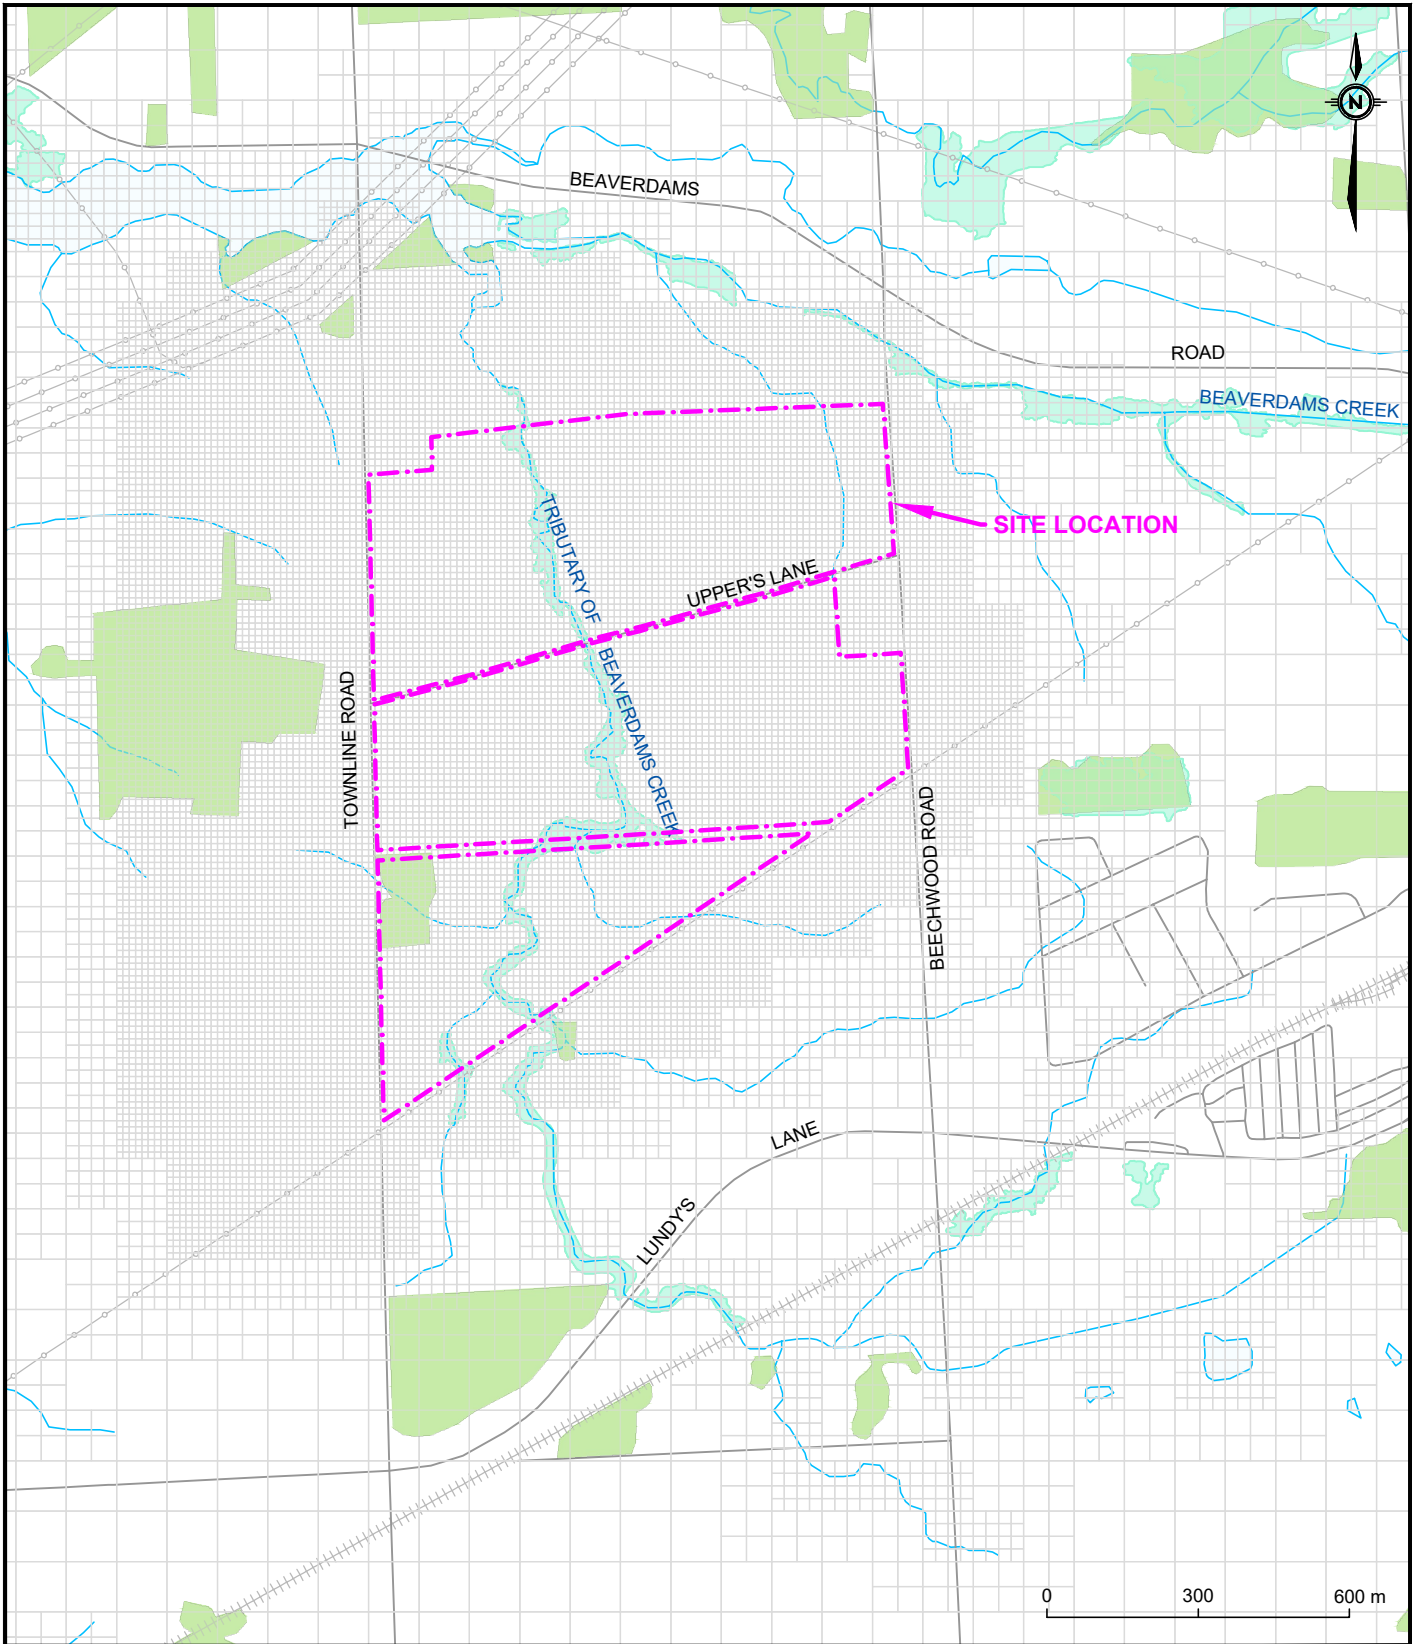 N
BEAVERDAMS
ROAD
BEAVERDAMS CREEK
SITE LOCATION
TRIBUTARY OF
UPPER'S LANE
BEAVERDAMS CREEK
TOWNLINE ROAD
BEECHWOOD ROAD
LANE
LUNDY'S
0 300 600 m